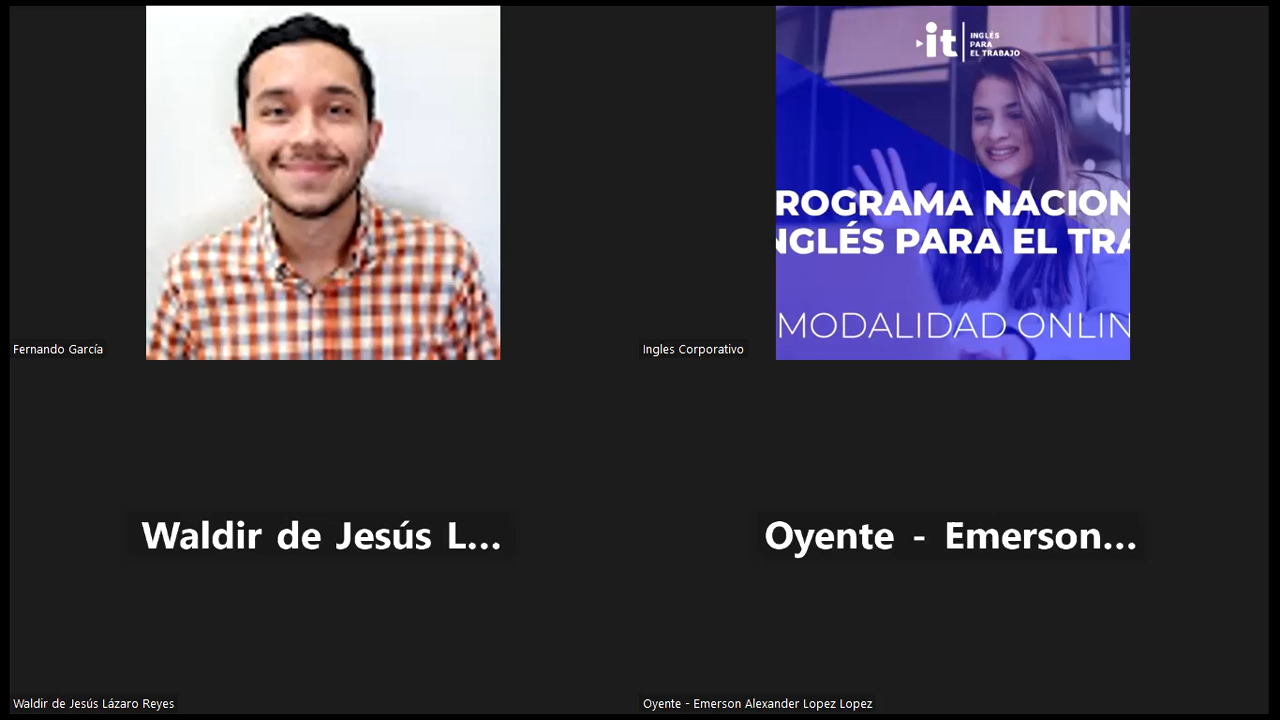 it
INGLÉS
PARA
EL TRABAJO
ROGRAMA NACION
NGLÉS PARA EL TRA
MODALIDAD ONLIN
Fernando García
Ingles Corporativo
Waldir de Jesús L...
Oyente - Emerson...
Waldir de Jesús Lázaro Reyes
Oyente - Emerson Alexander Lopez Lopez